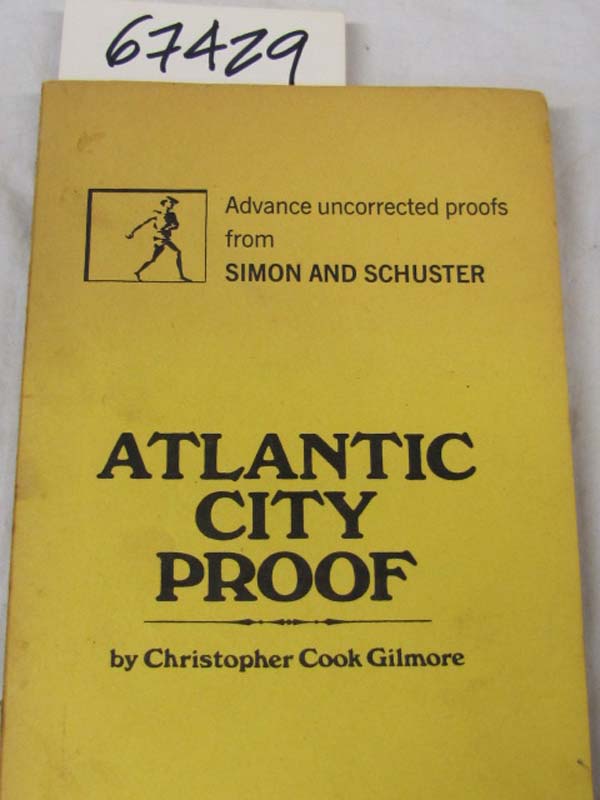 67429
Advance uncorrected proofs
from
SIMON AND SCHUSTER
ATLANTIC
CITY
PROOF
by Christopher Cook Gilmore